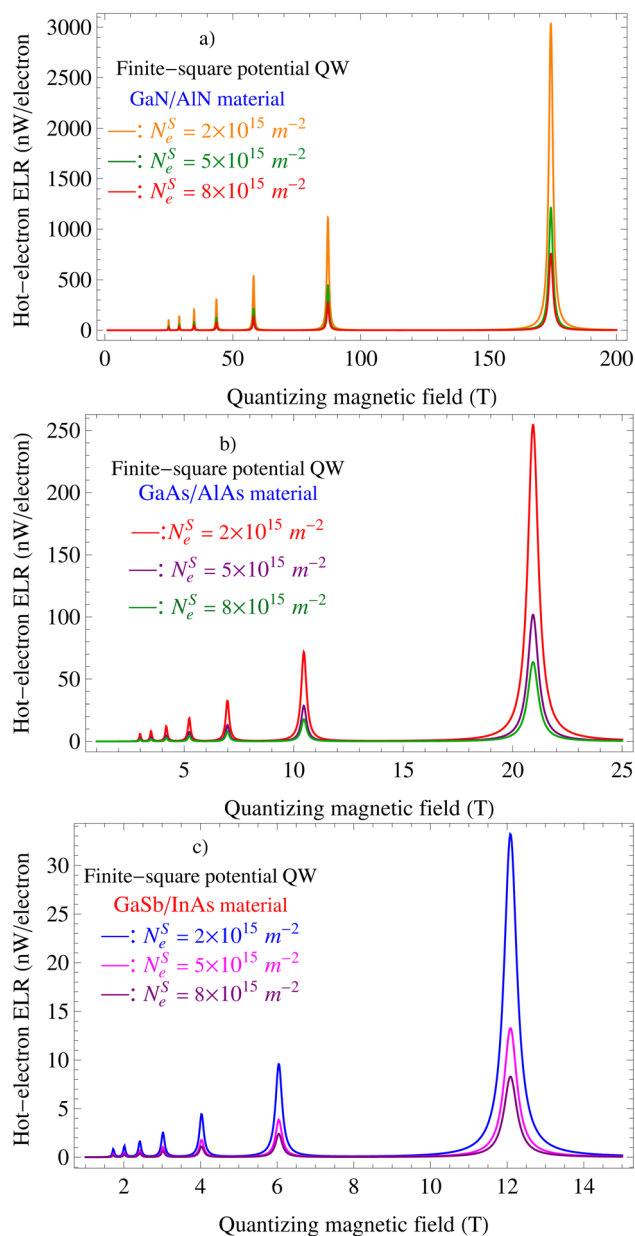 a)
Finite−square potential QW
GaN/AlN material
—: N_e^S = 2×10^15 m^−2
—: N_e^S = 5×10^15 m^−2
—: N_e^S = 8×10^15 m^−2
Hot−electron ELR (nW/electron)
3000
2500
2000
1500
1000
500
0
0 50 100 150 200
Quantizing magnetic field (T)
b)
Finite−square potential QW
GaAs/AlAs material
—: N_e^S = 2×10^15 m^−2
—: N_e^S = 5×10^15 m^−2
—: N_e^S = 8×10^15 m^−2
Hot−electron ELR (nW/electron)
250
200
150
100
50
0
5 10 15 20 25
Quantizing magnetic field (T)
c)
Finite−square potential QW
GaSb/InAs material
—: N_e^S = 2×10^15 m^−2
—: N_e^S = 5×10^15 m^−2
—: N_e^S = 8×10^15 m^−2
Hot−electron ELR (nW/electron
30
25
20
15
10
5
0
2 4 6 8 10 12 14
Quantizing magnetic field (T)